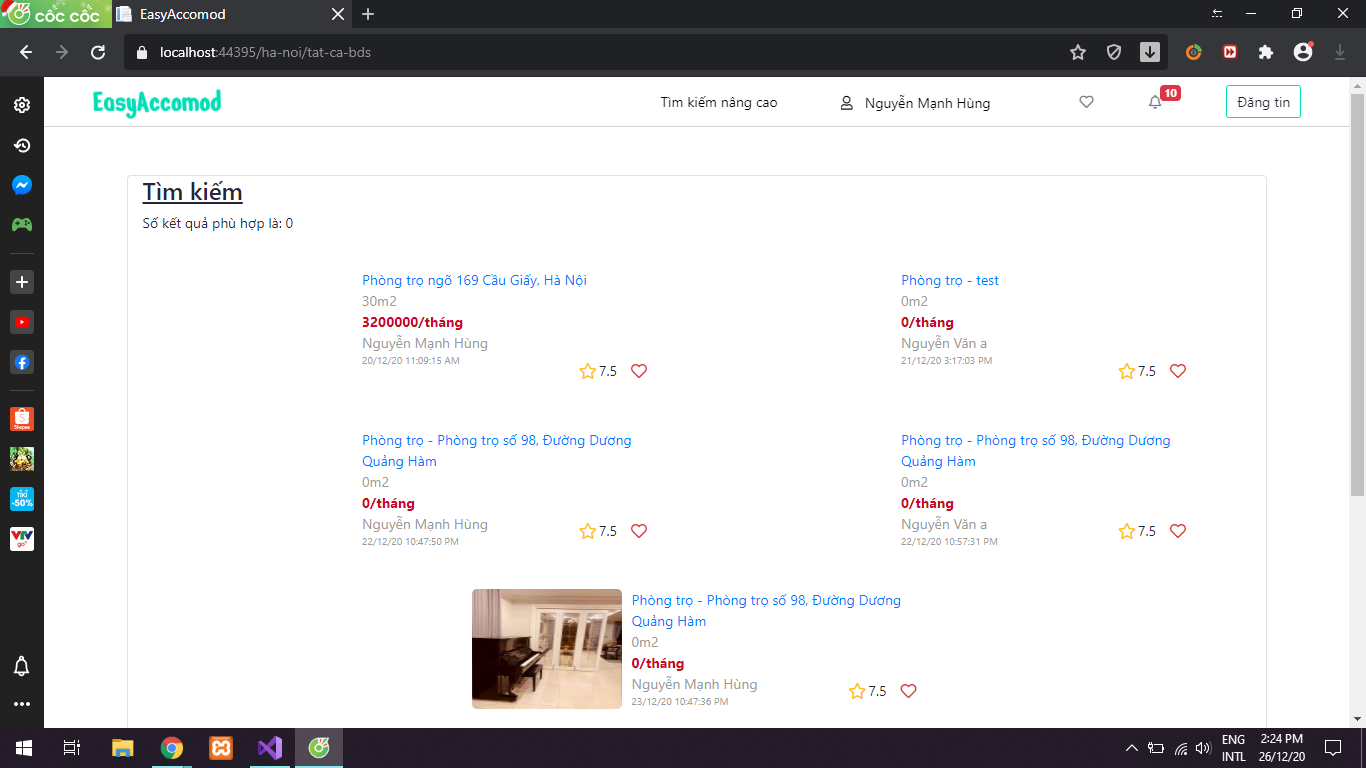 cốc cốc
EasyAccomod
localhost:44395/ha-noi/tat-ca-bds
EasyAccomod
Tìm kiếm nâng cao
Nguyễn Mạnh Hùng
10
Đăng tin
Tìm kiếm
Số kết quả phù hợp là: 0
Phòng trọ ngõ 169 Cầu Giấy, Hà Nội
30m2
3200000/tháng
Nguyễn Mạnh Hùng
20/12/20 11:09:15 AM
7.5
Phòng trọ - test
0m2
0/tháng
Nguyễn Văn a
21/12/20 3:17:03 PM
7.5
Phòng trọ - Phòng trọ số 98, Đường Dương
Quảng Hàm
0m2
0/tháng
Nguyễn Mạnh Hùng
22/12/20 10:47:50 PM
7.5
Phòng trọ - Phòng trọ số 98, Đường Dương
Quảng Hàm
0m2
0/tháng
Nguyễn Văn a
22/12/20 10:57:31 PM
7.5
Phòng trọ - Phòng trọ số 98, Đường Dương
Quảng Hàm
0m2
0/tháng
Nguyễn Mạnh Hùng
23/12/20 10:47:36 PM
7.5
Shopee
TIKI
-50%
VTV
go
ENG
INTL
2:24 PM
26/12/20